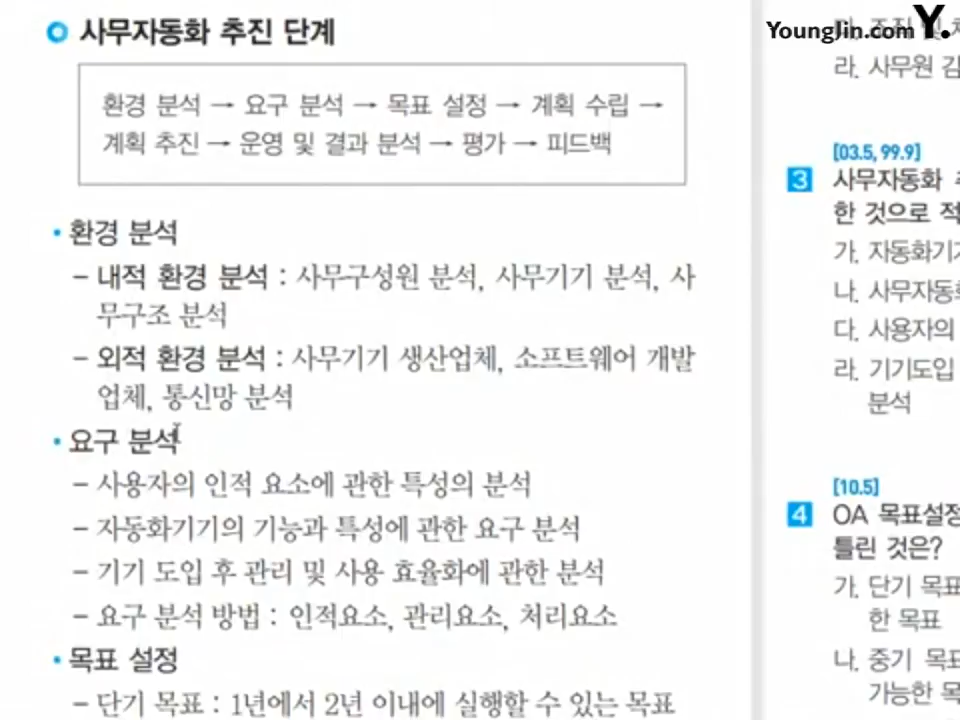 사무자동화 추진 단계
환경 분석 → 요구 분석 → 목표 설정 → 계획 수립 →
계획 추진 → 운영 및 결과 분석 → 평가 → 피드백
• 환경 분석
– 내적 환경 분석 : 사무구성원 분석, 사무기기 분석, 사
무구조 분석
– 외적 환경 분석 : 사무기기 생산업체, 소프트웨어 개발
업체, 통신망 분석
• 요구 분석
– 사용자의 인적 요소에 관한 특성의 분석
– 자동화기기의 기능과 특성에 관한 요구 분석
– 기기 도입 후 관리 및 사용 효율화에 관한 분석
– 요구 분석 방법 : 인적요소, 관리요소, 처리요소
• 목표 설정
– 단기 목표 : 1년에서 2년 이내에 실행할 수 있는 목표
Younglin.com Y.
라. 사무원 김
[03.5, 99.9]
3 사무자동화
한 것으로 적
가. 자동화기기
나. 사무자동화
다. 사용자의
라. 기기도입
분석
[10.5]
4 OA 목표설정
틀린 것은?
가. 단기 목표
한 목표
나. 중기 목표
가능한 목